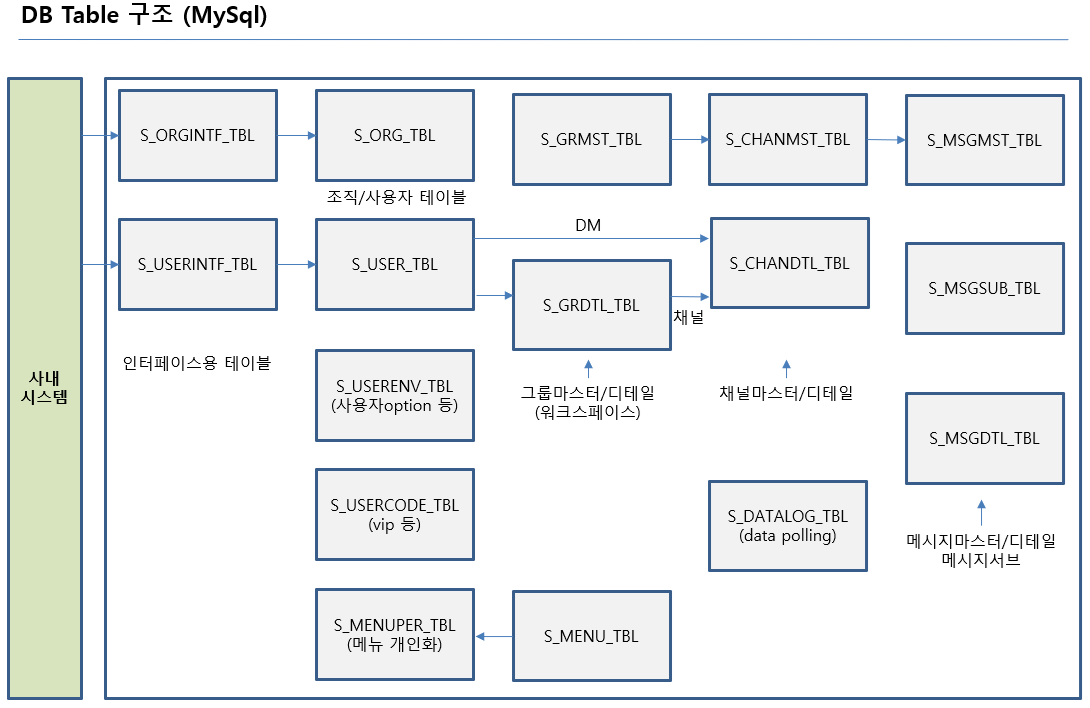 DB Table 구조 (MySql)
사내
시스템
S_ORGINTF_TBL
S_ORG_TBL
조직/사용자 테이블
S_GRMST_TBL
S_CHANMST_TBL
S_MSGMST_TBL
S_USERINTF_TBL
인터페이스용 테이블
S_USER_TBL
DM
S_GRDTL_TBL
채널
S_CHANDTL_TBL
S_MSGSUB_TBL
S_USERENV_TBL
(사용자option 등)
그룹마스터/디테일
(워크스페이스)
채널마스터/디테일
S_MSGDTL_TBL
S_USERCODE_TBL
(vip 등)
S_DATALOG_TBL
(data polling)
메시지마스터/디테일
메시지서브
S_MENUPER_TBL
(메뉴 개인화)
S_MENU_TBL